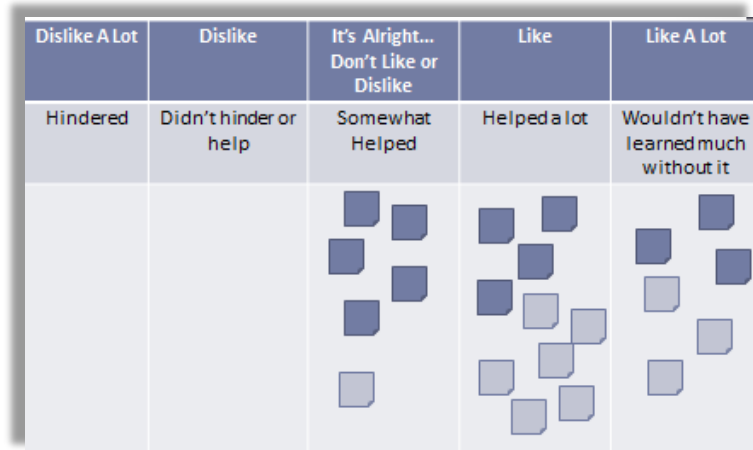 Dislike A Lot
Dislike
It's Alright...
Don't Like or
Dislike
Like
Like A Lot
Hindered
Didn't hinder or
help
Somewhat
Helped
Helped a lot
Wouldn't have
learned much
without it